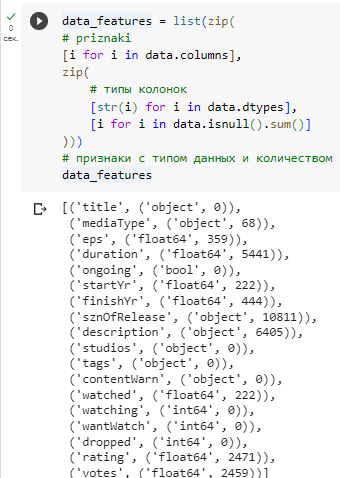 data_features = list(zip(
0
сек.
# priznaki
[i for i in data.columns],
zip(
# типы колонок
[str(i) for i in data.dtypes],
[i for i in data.isnull().sum()]
)))
# признаки с типом данных и количеством
data_features
[('title', ('object', 0)),
('mediaType', ('object', 68)),
('eps', ('float64', 359)),
('duration', ('float64', 5441)),
('ongoing', ('bool', 0)),
('startYr', ('float64', 222)),
('finishYr', ('float64', 444)),
('sznOfRelease', ('object', 10811)),
('description', ('object', 6405)),
('studios', ('object', 0)),
('tags', ('object', 0)),
('contentWarn', ('object', 0)),
('watched', ('float64', 222)),
('watching', ('int64', 0)),
('wantWatch', ('int64', 0)),
('dropped', ('int64', 0)),
('rating', ('float64', 2471)),
('votes', ('float64', 2459))]